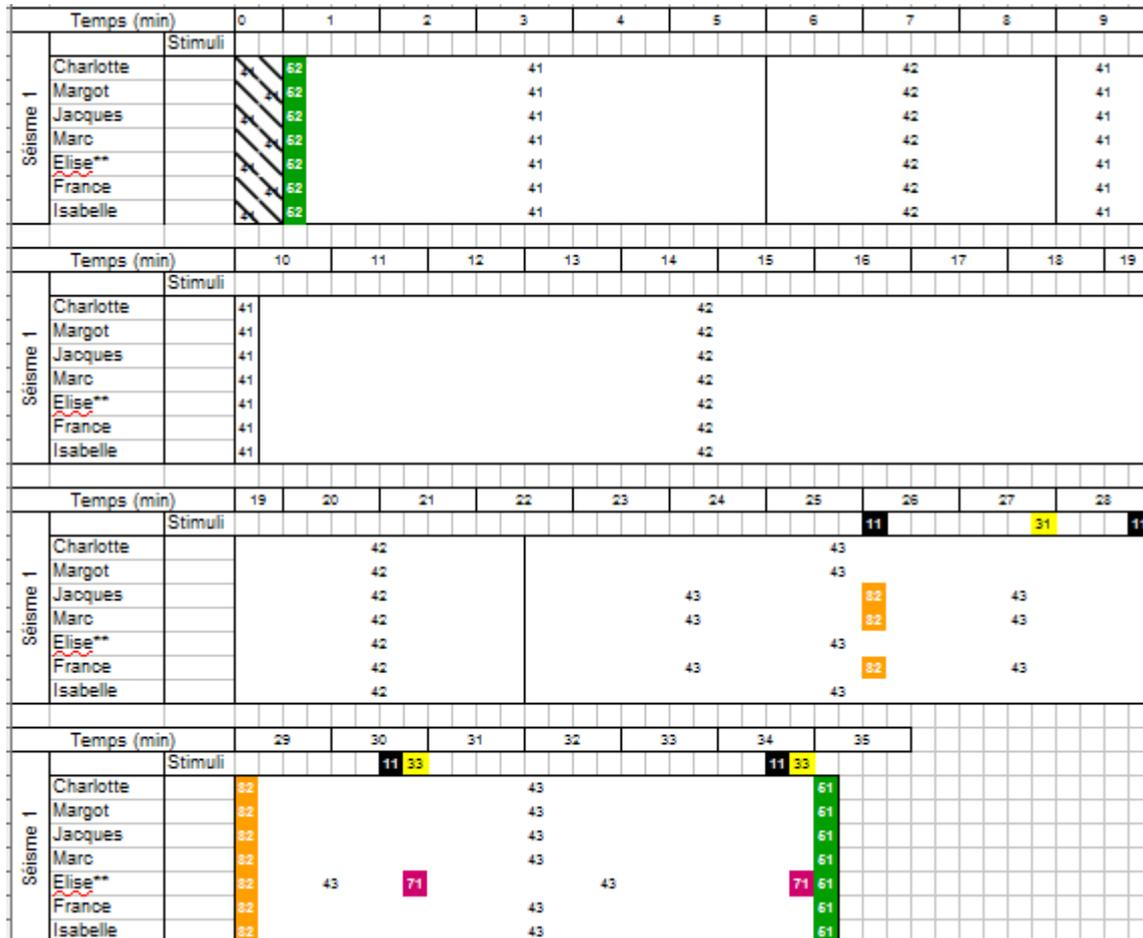 Temps (min) 0 1 2 3 4 5 6 7 8 9
Stimuli
Séisme 1
Charlotte 41 62 41 42 41
Margot 41 62 41 42 41
Jacques 41 62 41 42 41
Marc 41 62 41 42 41
Elise** 41 62 41 42 41
France 41 62 41 42 41
Isabelle 41 62 41 42 41
Temps (min) 10 11 12 13 14 15 16 17 18 19
Stimuli
Séisme 1
Charlotte 41 42
Margot 41 42
Jacques 41 42
Marc 41 42
Elise** 41 42
France 41 42
Isabelle 41 42
Temps (min) 19 20 21 22 23 24 25 26 27 28
Stimuli 11 31 11
Séisme 1
Charlotte 42 43
Margot 42 43
Jacques 42 43 82 43
Marc 42 43 82 43
Elise** 42 43
France 42 43 82 43
Isabelle 42 43
Temps (min) 29 30 31 32 33 34 35
Stimuli 11 33 11 33
Séisme 1
Charlotte 82 43 61
Margot 82 43 61
Jacques 82 43 61
Marc 82 43 61
Elise** 82 43 71 43 71 61
France 82 43 61
Isabelle 82 43 61